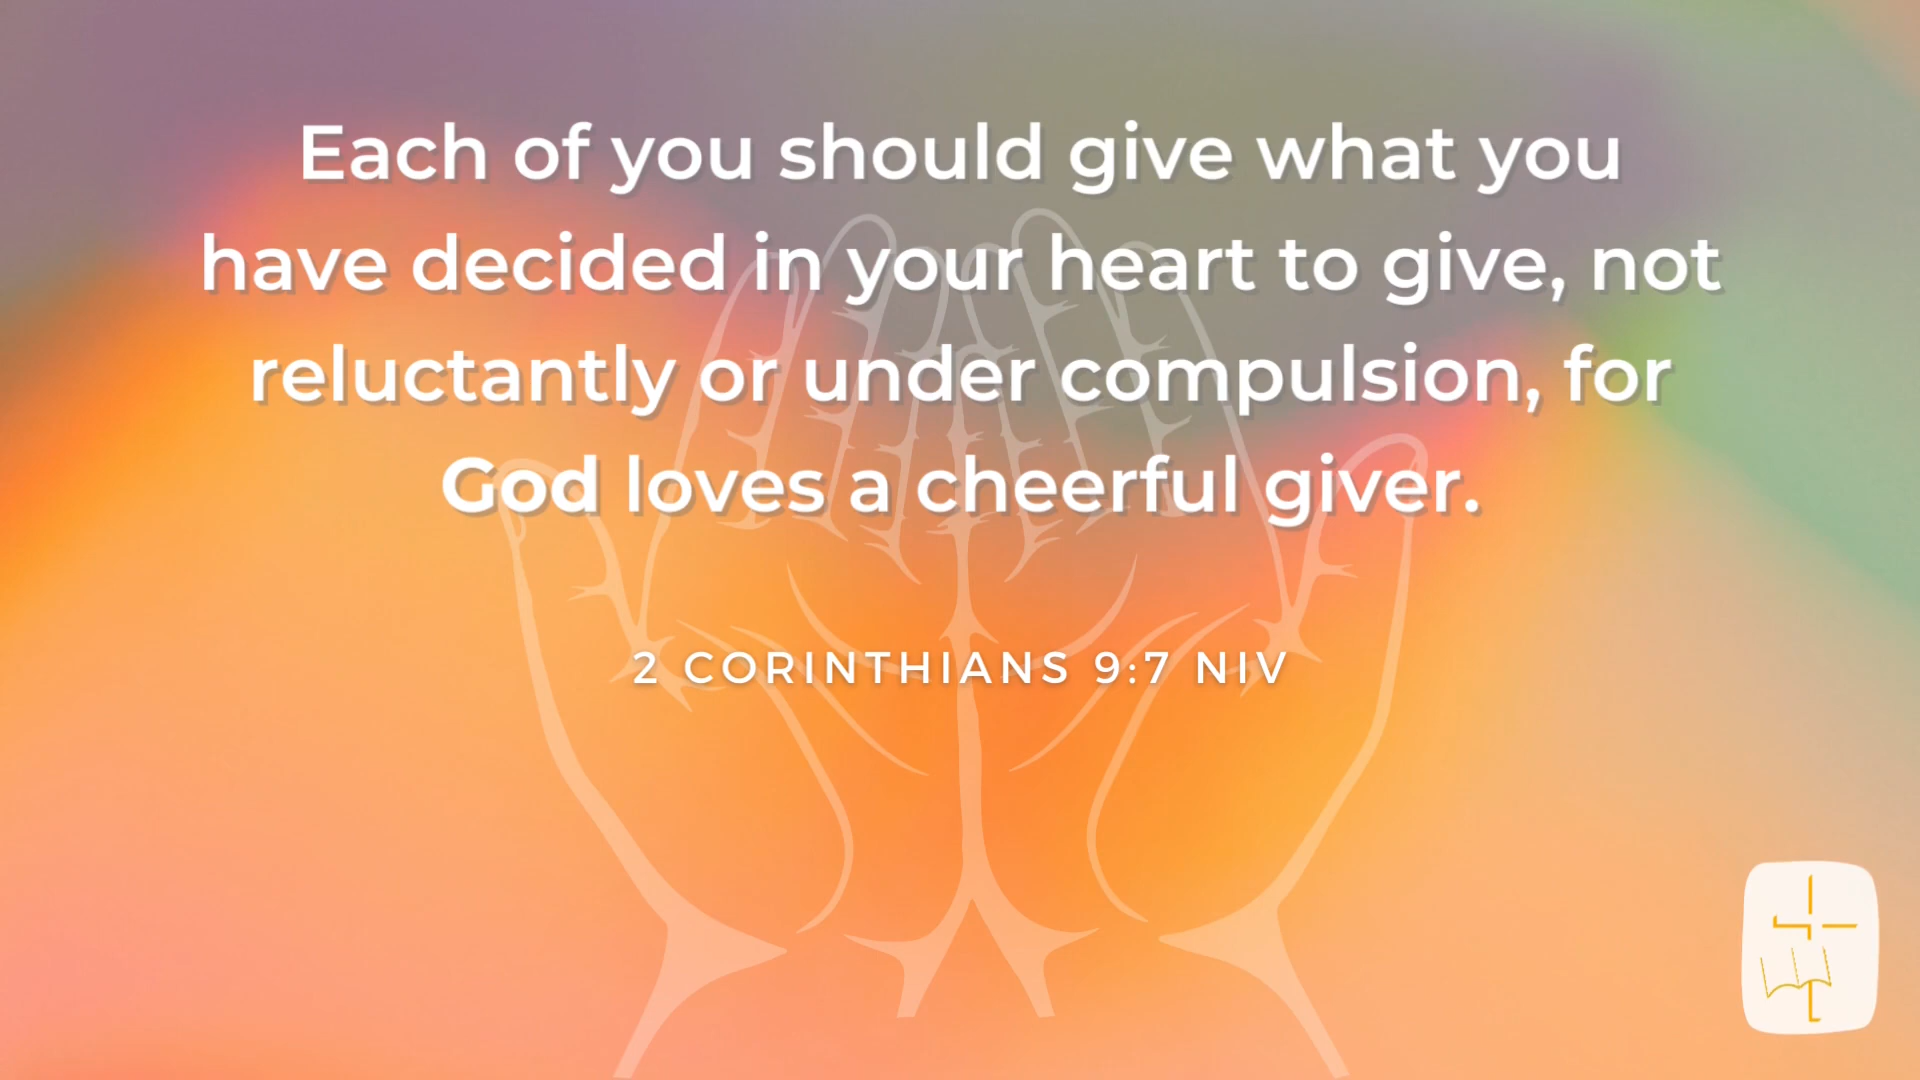 Each of you should give what you
have decided in your heart to give, not
reluctantly or under compulsion, for
God loves a cheerful giver.
2 CORINTHIANS 9:7 NIV